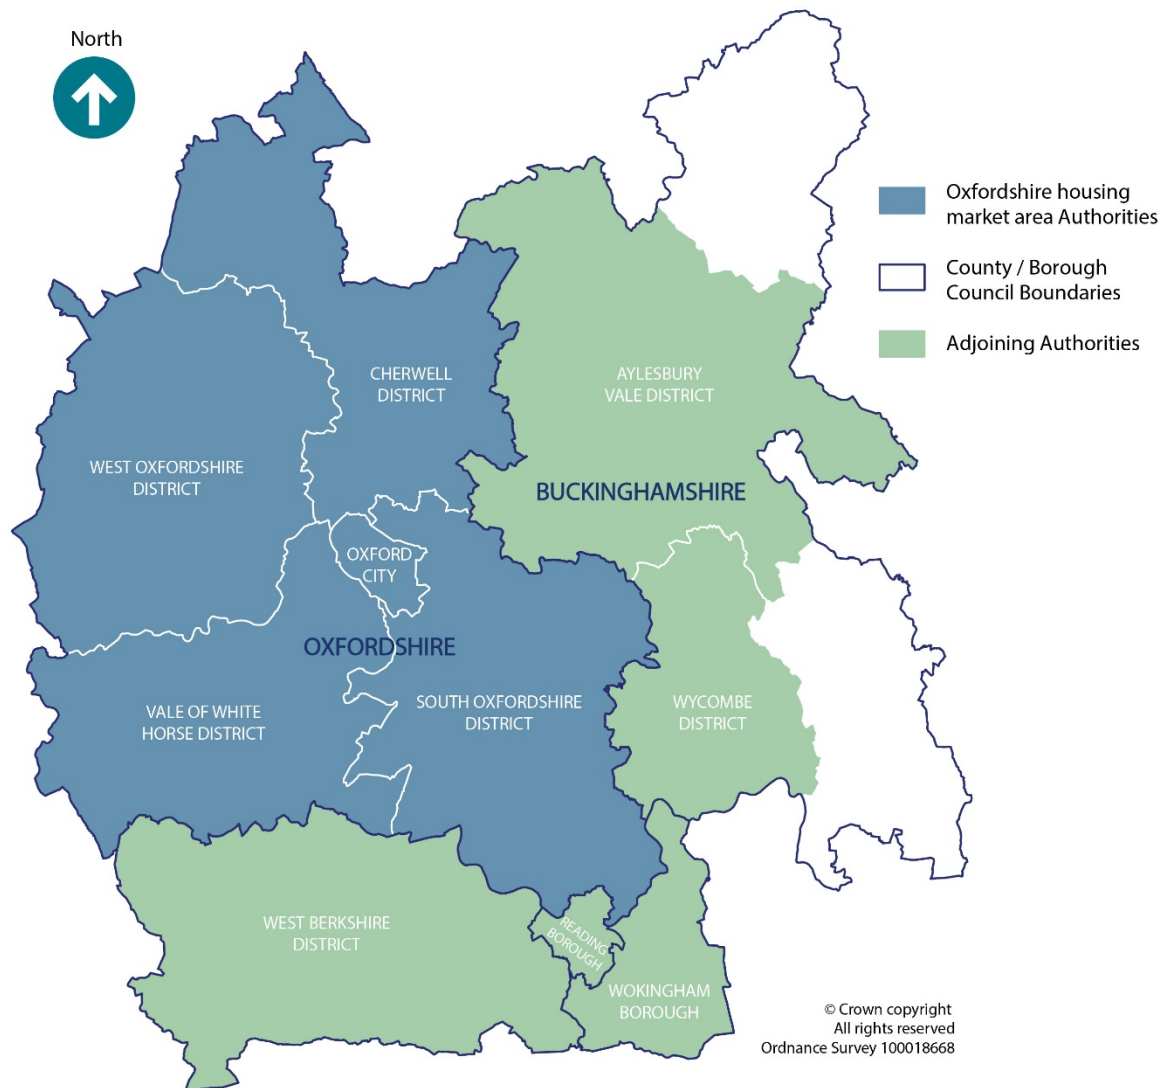 North
Oxfordshire housing
market area Authorities
County / Borough
Council Boundaries
Adjoining Authorities
CHERWELL
DISTRICT
AYLESBURY
VALE DISTRICT
WEST OXFORDSHIRE
DISTRICT
BUCKINGHAMSHIRE
OXFORD
CITY
OXFORDSHIRE
VALE OF WHITE
HORSE DISTRICT
SOUTH OXFORDSHIRE
DISTRICT
WYCOMBE
DISTRICT
WEST BERKSHIRE
DISTRICT
READING
BOROUGH
WOKINGHAM
BOROUGH
© Crown copyright
All rights reserved
Ordnance Survey 100018668